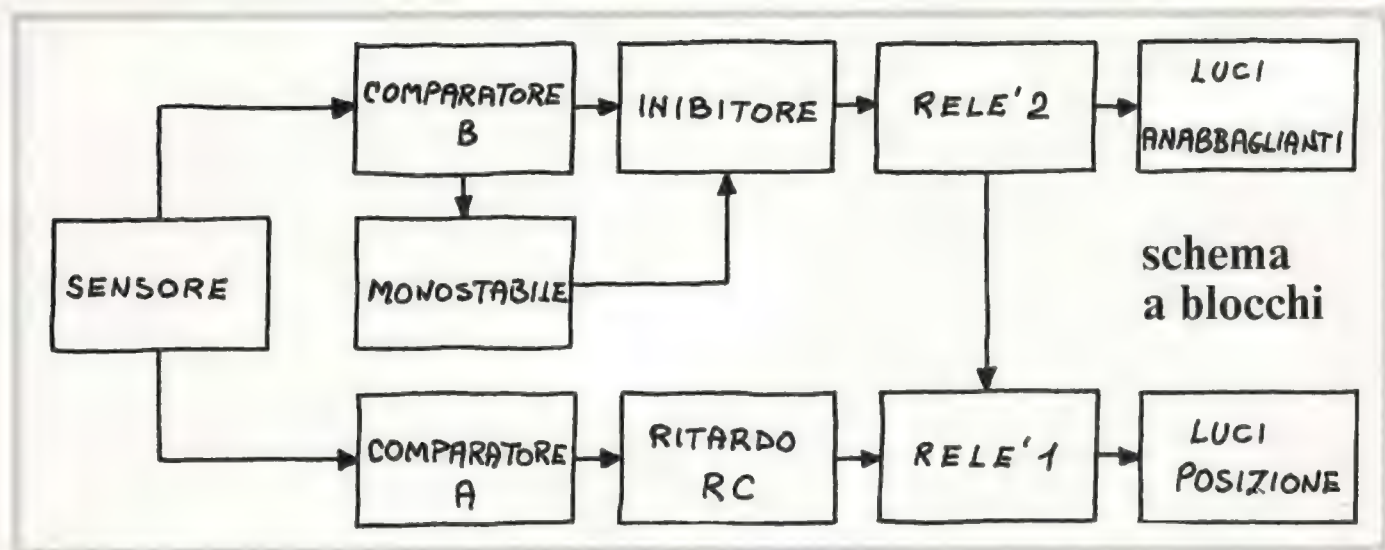 COMPARATORE
B
INIBITORE
RELE'2
LUCI
ANABBAGLIANTI
SENSORE
MONOSTABILE
schema
a blocchi
COMPARATORE
A
RITARDO
RC
RELE'1
LUCI
POSIZIONE